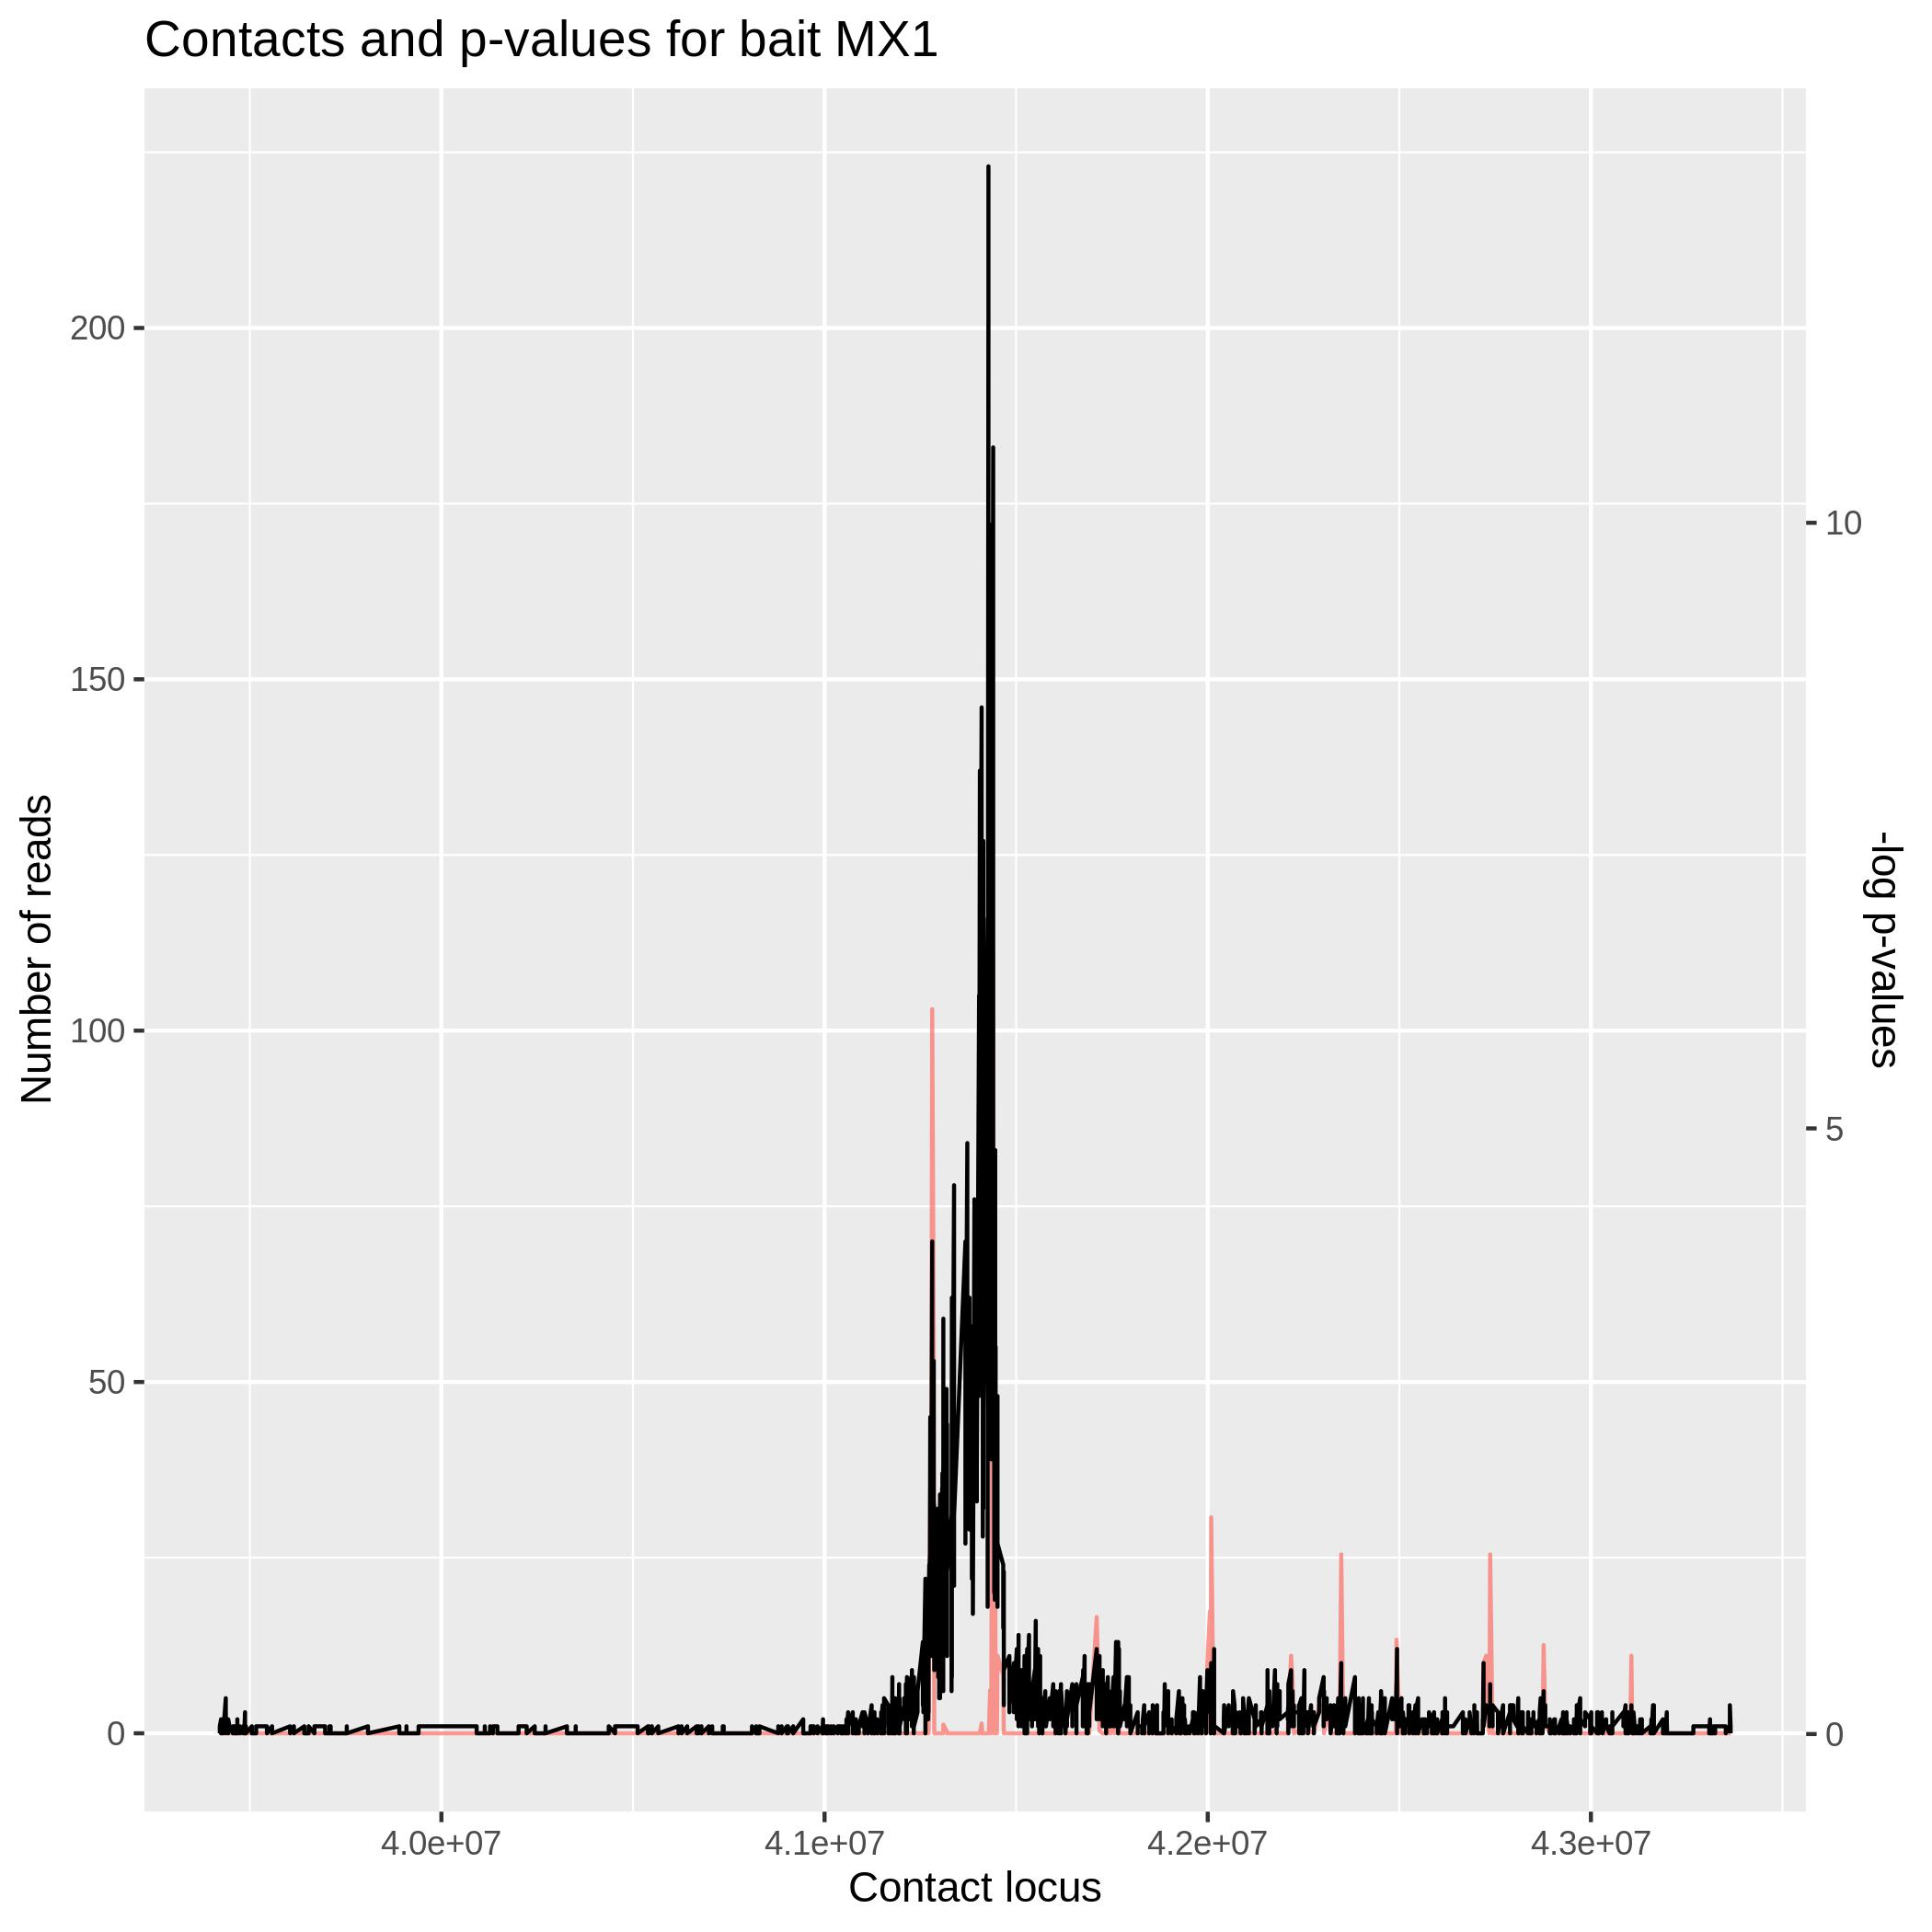 Contacts and p-values for bait MX1
200
150
100
50
0
Number of reads
10
5
0
-log p-values
4.0e+07
4.1e+07
4.2e+07
4.3e+07
Contact locus